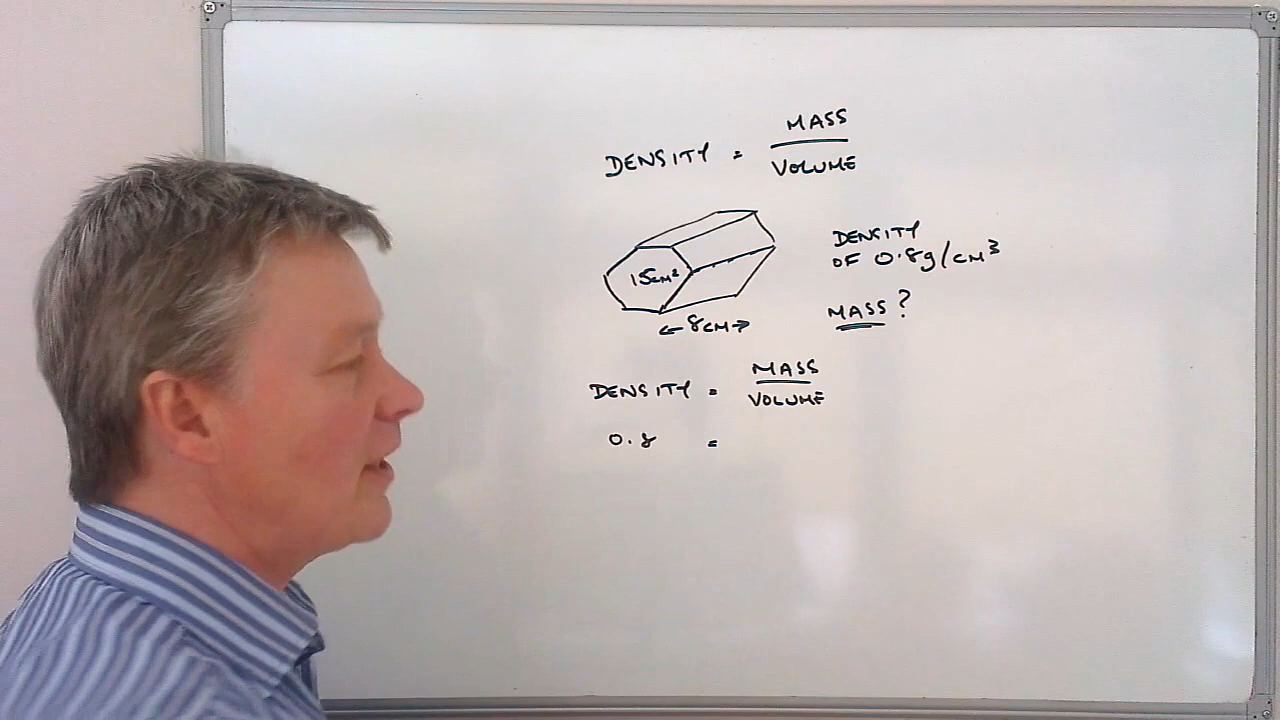 DENSITY = MASS / VOLUME
15cm²
8cm
DENSITY
OF 0.8g/cm³
MASS?
DENSITY = MASS / VOLUME
0.8 =